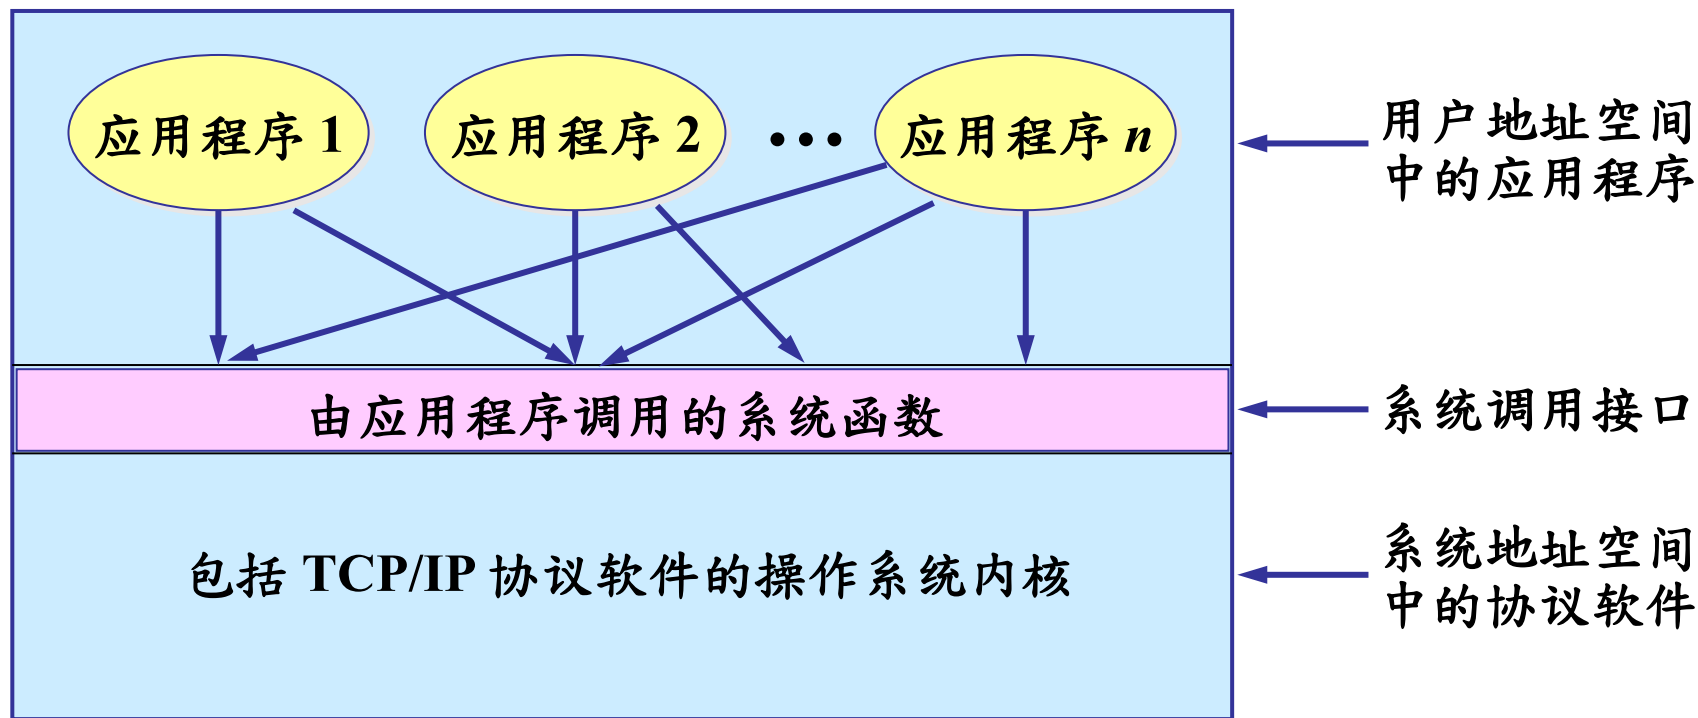 应用程序 1
应用程序 2
…
应用程序 n
用户地址空间
中的应用程序
由应用程序调用的系统函数
系统调用接口
包括 TCP/IP 协议软件的操作系统内核
系统地址空间
中的协议软件